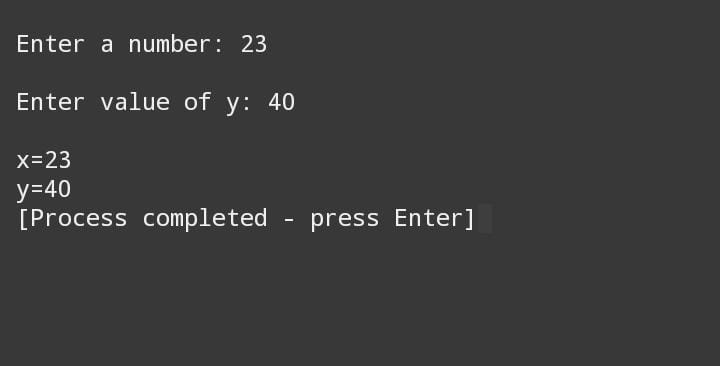 Enter a number: 23
Enter value of y: 40
x=23
y=40
[Process completed - press Enter]